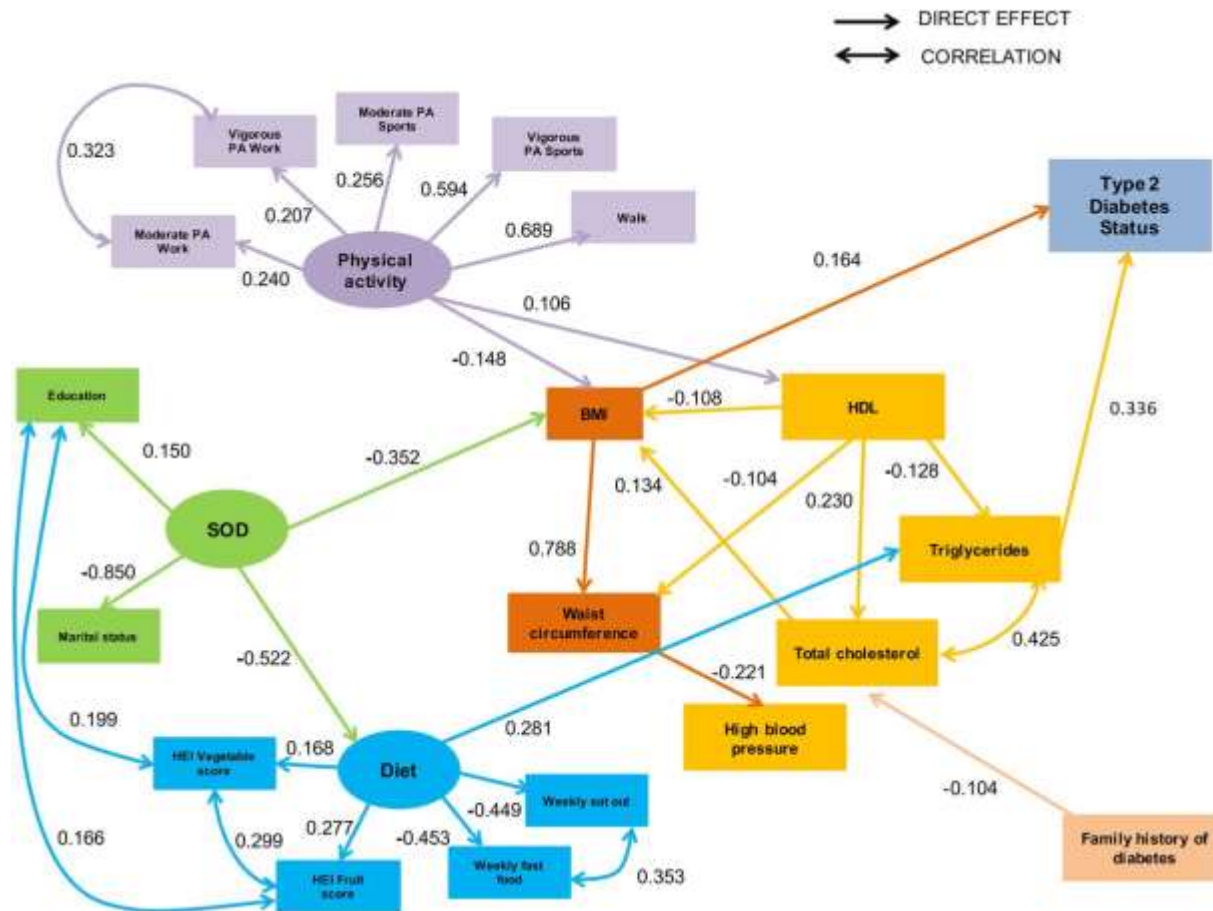 DIRECT EFFECT
CORRELATION
Moderate PA
Sports
Vigorous
PA Work
Vigorous
PA Sports
0.323
0.256
0.594
Type 2
Diabetes
Status
0.207
Walk
Moderate PA
Work
0.689
Physical
activity
0.240
0.164
0.106
-0.148
Education
BMI
-0.108
HDL
0.336
0.150
-0.352
0.134
-0.104
0.230
-0.128
SOD
Triglycerides
0.788
-0.850
Waist
circumference
Marital status
Total cholesterol
0.425
-0.522
-0.221
0.281
High blood
pressure
0.199
HEI Vegetable
score
0.168
Diet
-0.104
Weekly eat out
-0.449
0.277
-0.453
0.166
0.299
Family history of
diabetes
HEI Fruit
score
Weekly fast
food
0.353